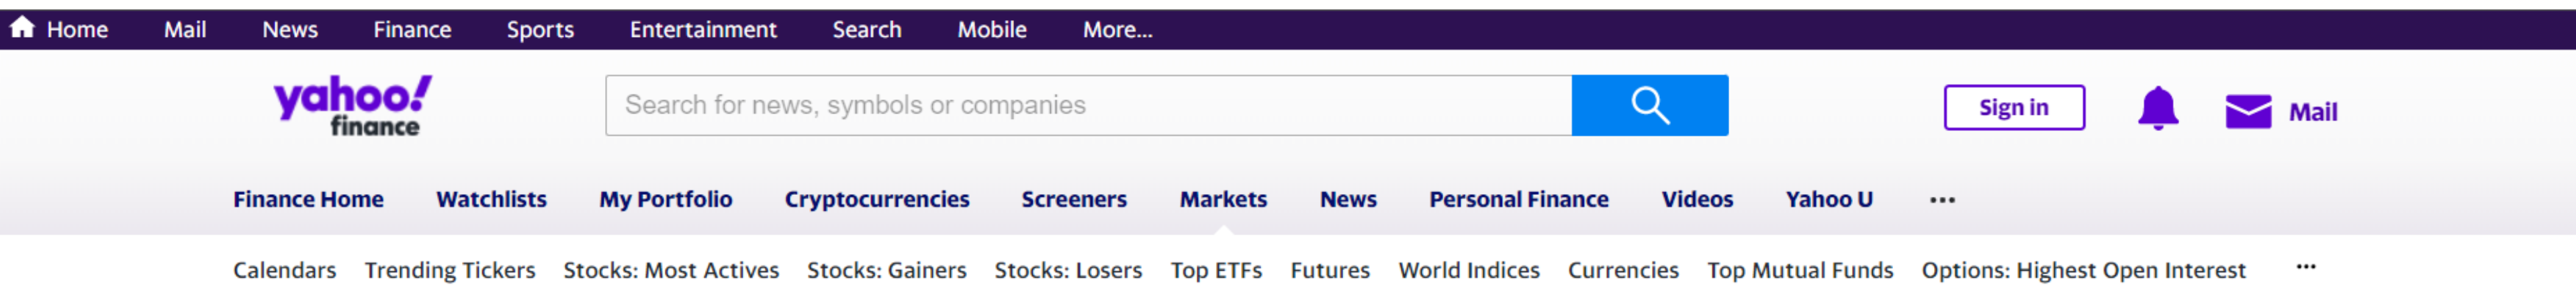 Home Mail News Finance Sports Entertainment Search Mobile More...
yahoo!
finance
Search for news, symbols or companies
Sign in
Mail
Finance Home Watchlists My Portfolio Cryptocurrencies Screeners Markets News Personal Finance Videos Yahoo U ...
Calendars Trending Tickers Stocks: Most Actives Stocks: Gainers Stocks: Losers Top ETFs Futures World Indices Currencies Top Mutual Funds Options: Highest Open Interest ...